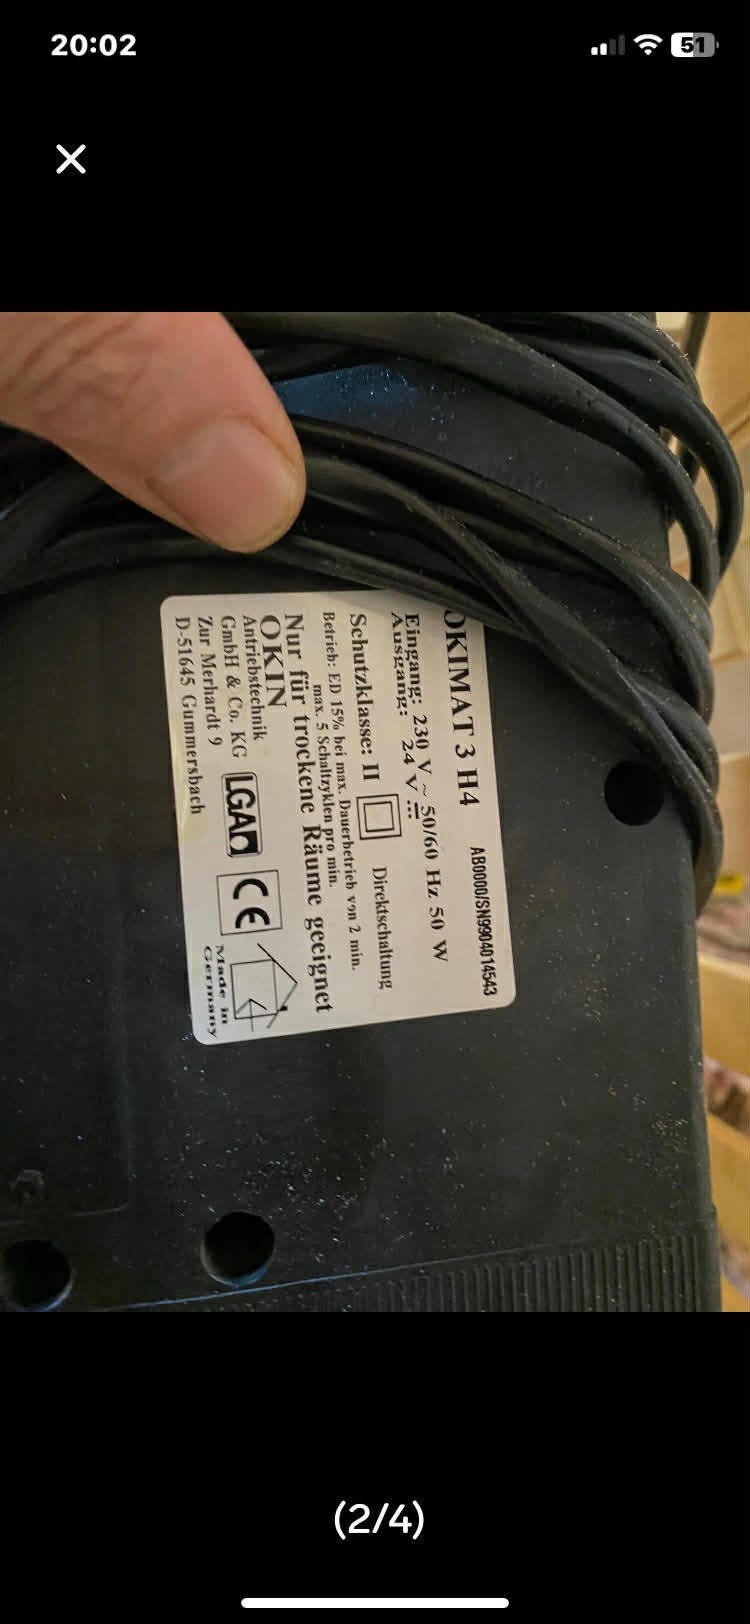 20:02
51
OKIMAT 3 H4 AB0000/SN9904014543
Eingang: 230 V ~ 50/60 Hz 50 W
Ausgang: 24 V
Schutzklasse: II Direktschaltung
Betrieb: ED 15% bei max. Dauerbetrieb von 2 min.
max. 5 Schaltzyklen pro min.
Nur für trockene Räume geeignet
OKIN
Antriebstechnik
GmbH & Co. KG
Zur Merhardt 9
D-51645 Gummersbach
LGA
CE
Made in
Germany
(2/4)